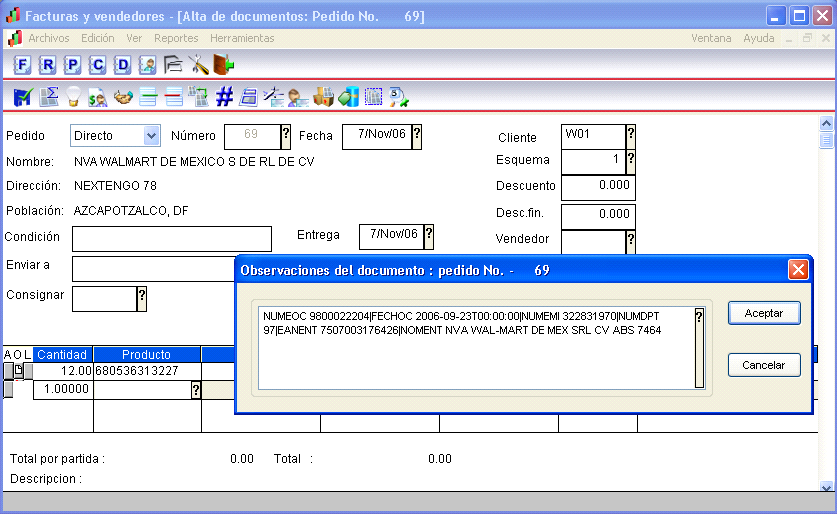 Facturas y vendedores - [Alta de documentos: Pedido No. 69]
Archivos Edición Ver Reportes Herramientas Ventana Ayuda
F R P C D
Pedido Directo Número 69 ? Fecha 7/Nov/06 ? Cliente W01 ?
Nombre: NVA WALMART DE MEXICO S DE RL DE CV Esquema 1 ?
Dirección: NEXTENGO 78 Descuento 0.000
Población: AZCAPOTZALCO, DF Desc.fin. 0.000
Condición Entrega 7/Nov/06 ? Vendedor ?
Enviar a
Consignar ?
Observaciones del documento : pedido No. - 69
NUMEOC 9800022204|FECHOC 2006-09-23T00:00:00|NUMEMI 322831970|NUMDPT ?
97|EANENT 7507003176426|NOMENT NVA WAL-MART DE MEX SRL CV ABS 7464
Aceptar
Cancelar
A O L Cantidad Producto
12.00 680536313227
1.00000 ?
Total por partida : 0.00 Total : 0.00
Descripcion :